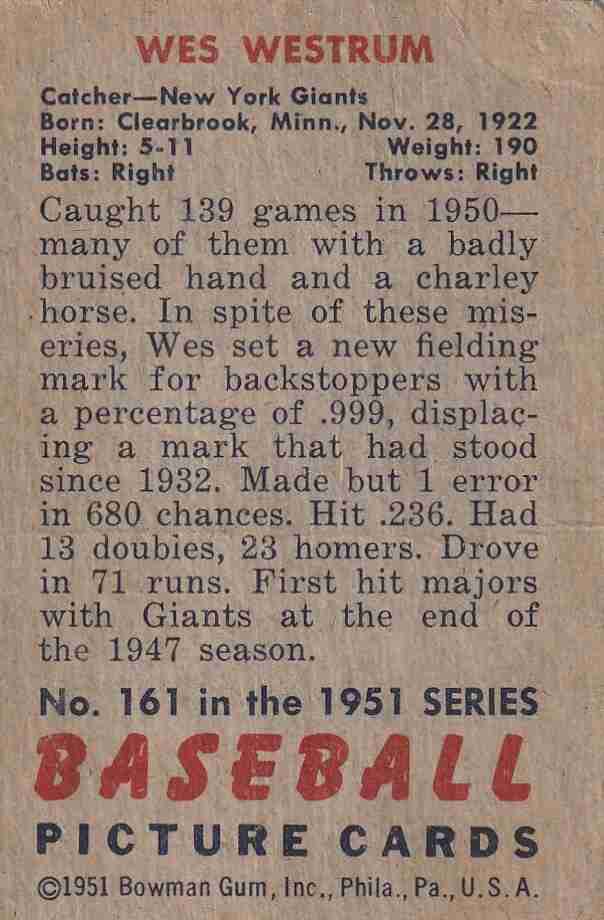 WES WESTRUM
Catcher—New York Giants
Born: Clearbrook, Minn., Nov. 28, 1922
Height: 5-11 Weight: 190
Bats: Right Throws: Right
Caught 139 games in 1950—
many of them with a badly
bruised hand and a charley
horse. In spite of these mis-
eries, Wes set a new fielding
mark for backstoppers with
a percentage of .999, displac-
ing a mark that had stood
since 1932. Made but 1 error
in 680 chances. Hit .236. Had
13 doubies, 23 homers. Drove
in 71 runs. First hit majors
with Giants at the end of
the 1947 season.
No. 161 in the 1951 SERIES
BASEBALL
PICTURE CARDS
©1951 Bowman Gum, Inc., Phila., Pa., U.S.A.